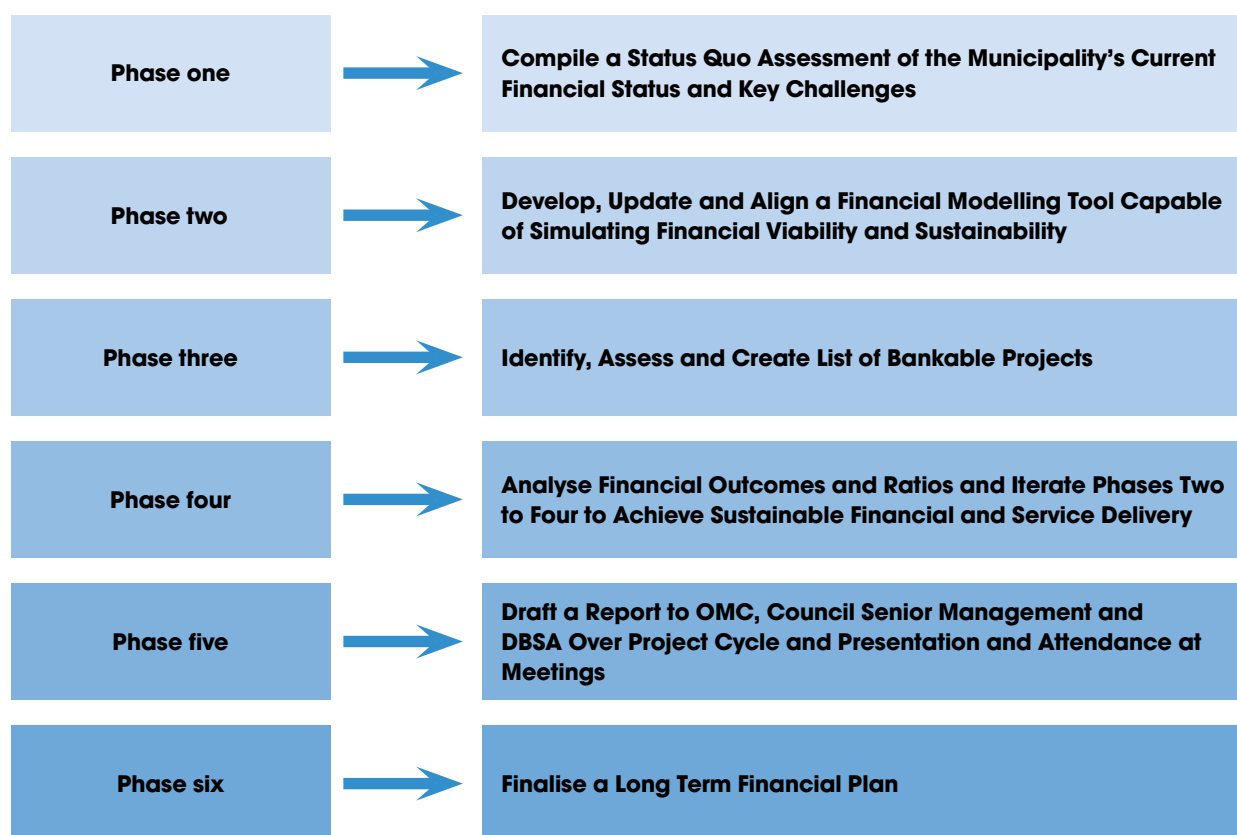 Phase one
Compile a Status Quo Assessment of the Municipality’s Current
Financial Status and Key Challenges
Phase two
Develop, Update and Align a Financial Modelling Tool Capable
of Simulating Financial Viability and Sustainability
Phase three
Identify, Assess and Create List of Bankable Projects
Phase four
Analyse Financial Outcomes and Ratios and Iterate Phases Two
to Four to Achieve Sustainable Financial and Service Delivery
Phase five
Draft a Report to OMC, Council Senior Management and
DBSA Over Project Cycle and Presentation and Attendance at
Meetings
Phase six
Finalise a Long Term Financial Plan